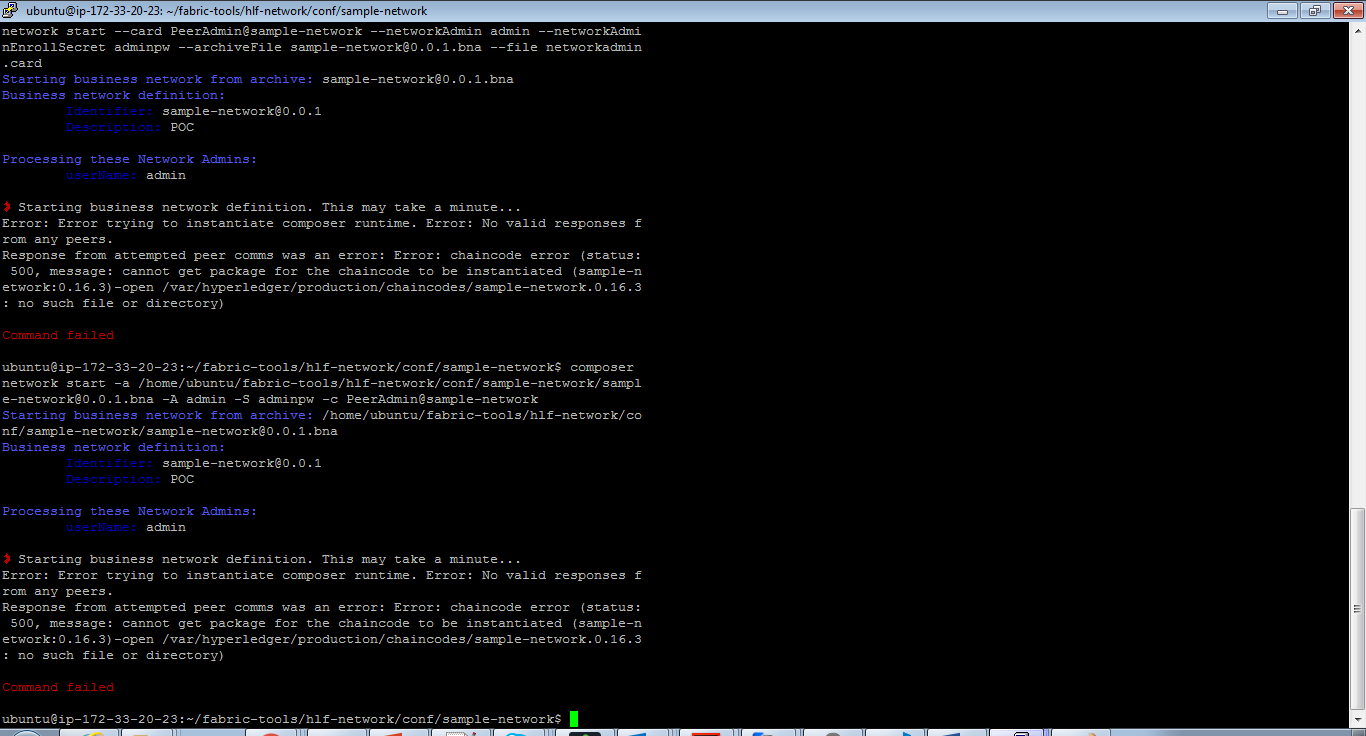 ubuntu@ip-172-33-20-23: ~/fabric-tools/hlf-network/conf/sample-network
network start --card PeerAdmin@sample-network --networkAdmin admin --networkAdmi
nEnrollSecret adminpw --archiveFile sample-network@0.0.1.bna --file networkadmin
.card
Starting business network from archive: sample-network@0.0.1.bna
Business network definition:
Identifier: sample-network@0.0.1
Description: POC
Processing these Network Admins:
userName: admin
Starting business network definition. This may take a minute...
Error: Error trying to instantiate composer runtime. Error: No valid responses f
rom any peers.
Response from attempted peer comms was an error: Error: chaincode error (status:
500, message: cannot get package for the chaincode to be instantiated (sample-n
etwork:0.16.3)-open /var/hyperledger/production/chaincodes/sample-network.0.16.3
: no such file or directory)
Command failed
ubuntu@ip-172-33-20-23:~/fabric-tools/hlf-network/conf/sample-network$ composer
network start -a /home/ubuntu/fabric-tools/hlf-network/conf/sample-network/sampl
e-network@0.0.1.bna -A admin -S adminpw -c PeerAdmin@sample-network
Starting business network from archive: /home/ubuntu/fabric-tools/hlf-network/co
nf/sample-network/sample-network@0.0.1.bna
Business network definition:
Identifier: sample-network@0.0.1
Description: POC
Processing these Network Admins:
userName: admin
Starting business network definition. This may take a minute...
Error: Error trying to instantiate composer runtime. Error: No valid responses f
rom any peers.
Response from attempted peer comms was an error: Error: chaincode error (status:
500, message: cannot get package for the chaincode to be instantiated (sample-n
etwork:0.16.3)-open /var/hyperledger/production/chaincodes/sample-network.0.16.3
: no such file or directory)
Command failed
ubuntu@ip-172-33-20-23:~/fabric-tools/hlf-network/conf/sample-network$